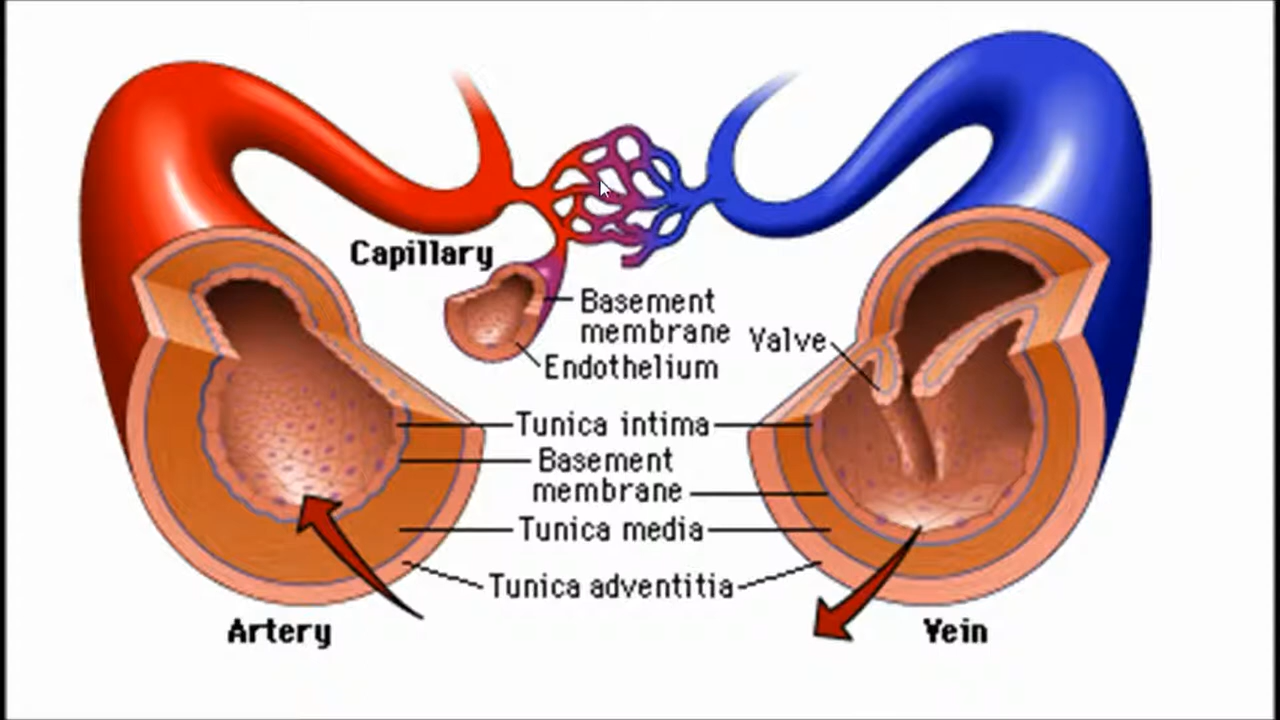 Capillary
Basement
membrane
Valve
Endothelium
Tunica intima
Basement
membrane
Tunica media
Tunica adventitia
Artery
Vein